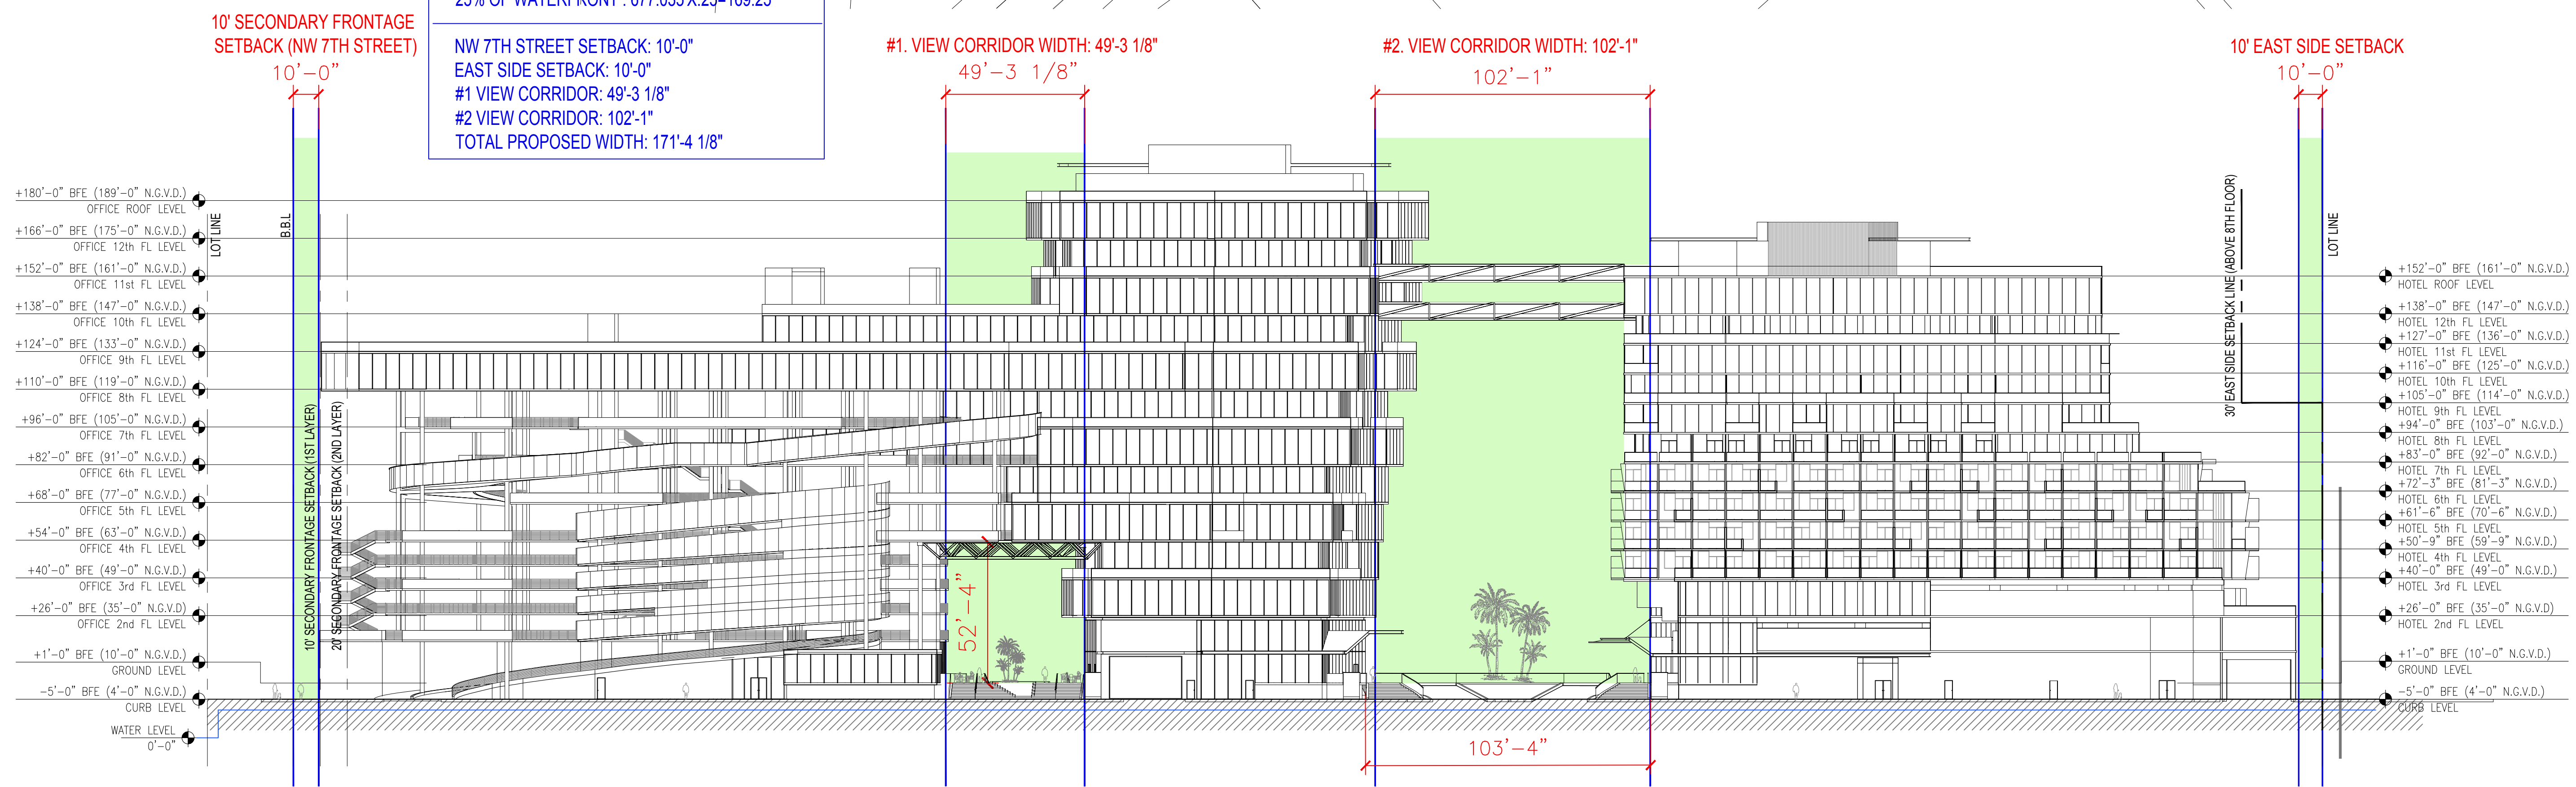 10' SECONDARY FRONTAGE
SETBACK (NW 7TH STREET)
10'-0"
25% OF WATERFRONT : 677.035'X.25=169.25'
NW 7TH STREET SETBACK: 10'-0"
EAST SIDE SETBACK: 10'-0"
#1 VIEW CORRIDOR: 49'-3 1/8"
#2 VIEW CORRIDOR: 102'-1"
TOTAL PROPOSED WIDTH: 171'-4 1/8"
#1. VIEW CORRIDOR WIDTH: 49'-3 1/8"
49'-3 1/8"
#2. VIEW CORRIDOR WIDTH: 102'-1"
102'-1"
10' EAST SIDE SETBACK
10'-0"
+180'-0" BFE (189'-0" N.G.V.D.)
OFFICE ROOF LEVEL
+166'-0" BFE (175'-0" N.G.V.D.)
OFFICE 12th FL LEVEL
+152'-0" BFE (161'-0" N.G.V.D.)
OFFICE 11st FL LEVEL
+138'-0" BFE (147'-0" N.G.V.D.)
OFFICE 10th FL LEVEL
+124'-0" BFE (133'-0" N.G.V.D.)
OFFICE 9th FL LEVEL
+110'-0" BFE (119'-0" N.G.V.D.)
OFFICE 8th FL LEVEL
+96'-0" BFE (105'-0" N.G.V.D.)
OFFICE 7th FL LEVEL
+82'-0" BFE (91'-0" N.G.V.D.)
OFFICE 6th FL LEVEL
+68'-0" BFE (77'-0" N.G.V.D.)
OFFICE 5th FL LEVEL
+54'-0" BFE (63'-0" N.G.V.D.)
OFFICE 4th FL LEVEL
+40'-0" BFE (49'-0" N.G.V.D.)
OFFICE 3rd FL LEVEL
+26'-0" BFE (35'-0" N.G.V.D)
OFFICE 2nd FL LEVEL
+1'-0" BFE (10'-0" N.G.V.D.)
GROUND LEVEL
-5'-0" BFE (4'-0" N.G.V.D.)
CURB LEVEL
WATER LEVEL
0'-0"
LOT LINE
B.B.L
10' SECONDARY FRONTAGE SETBACK (1ST LAYER)
20' SECONDARY FRONTAGE SETBACK (2ND LAYER)
52'-4"
103'-4"
30' EAST SIDE SETBACK LINE (ABOVE 8TH FLOOR)
LOT LINE
+152'-0" BFE (161'-0" N.G.V.D.)
HOTEL ROOF LEVEL
+138'-0" BFE (147'-0" N.G.V.D.)
HOTEL 12th FL LEVEL
+127'-0" BFE (136'-0" N.G.V.D.)
HOTEL 11st FL LEVEL
+116'-0" BFE (125'-0" N.G.V.D.)
HOTEL 10th FL LEVEL
+105'-0" BFE (114'-0" N.G.V.D.)
HOTEL 9th FL LEVEL
+94'-0" BFE (103'-0" N.G.V.D.)
HOTEL 8th FL LEVEL
+83'-0" BFE (92'-0" N.G.V.D.)
HOTEL 7th FL LEVEL
+72'-3" BFE (81'-3" N.G.V.D.)
HOTEL 6th FL LEVEL
+61'-6" BFE (70'-6" N.G.V.D.)
HOTEL 5th FL LEVEL
+50'-9" BFE (59'-9" N.G.V.D.)
HOTEL 4th FL LEVEL
+40'-0" BFE (49'-0" N.G.V.D.)
HOTEL 3rd FL LEVEL
+26'-0" BFE (35'-0" N.G.V.D)
HOTEL 2nd FL LEVEL
+1'-0" BFE (10'-0" N.G.V.D.)
GROUND LEVEL
-5'-0" BFE (4'-0" N.G.V.D.)
CURB LEVEL